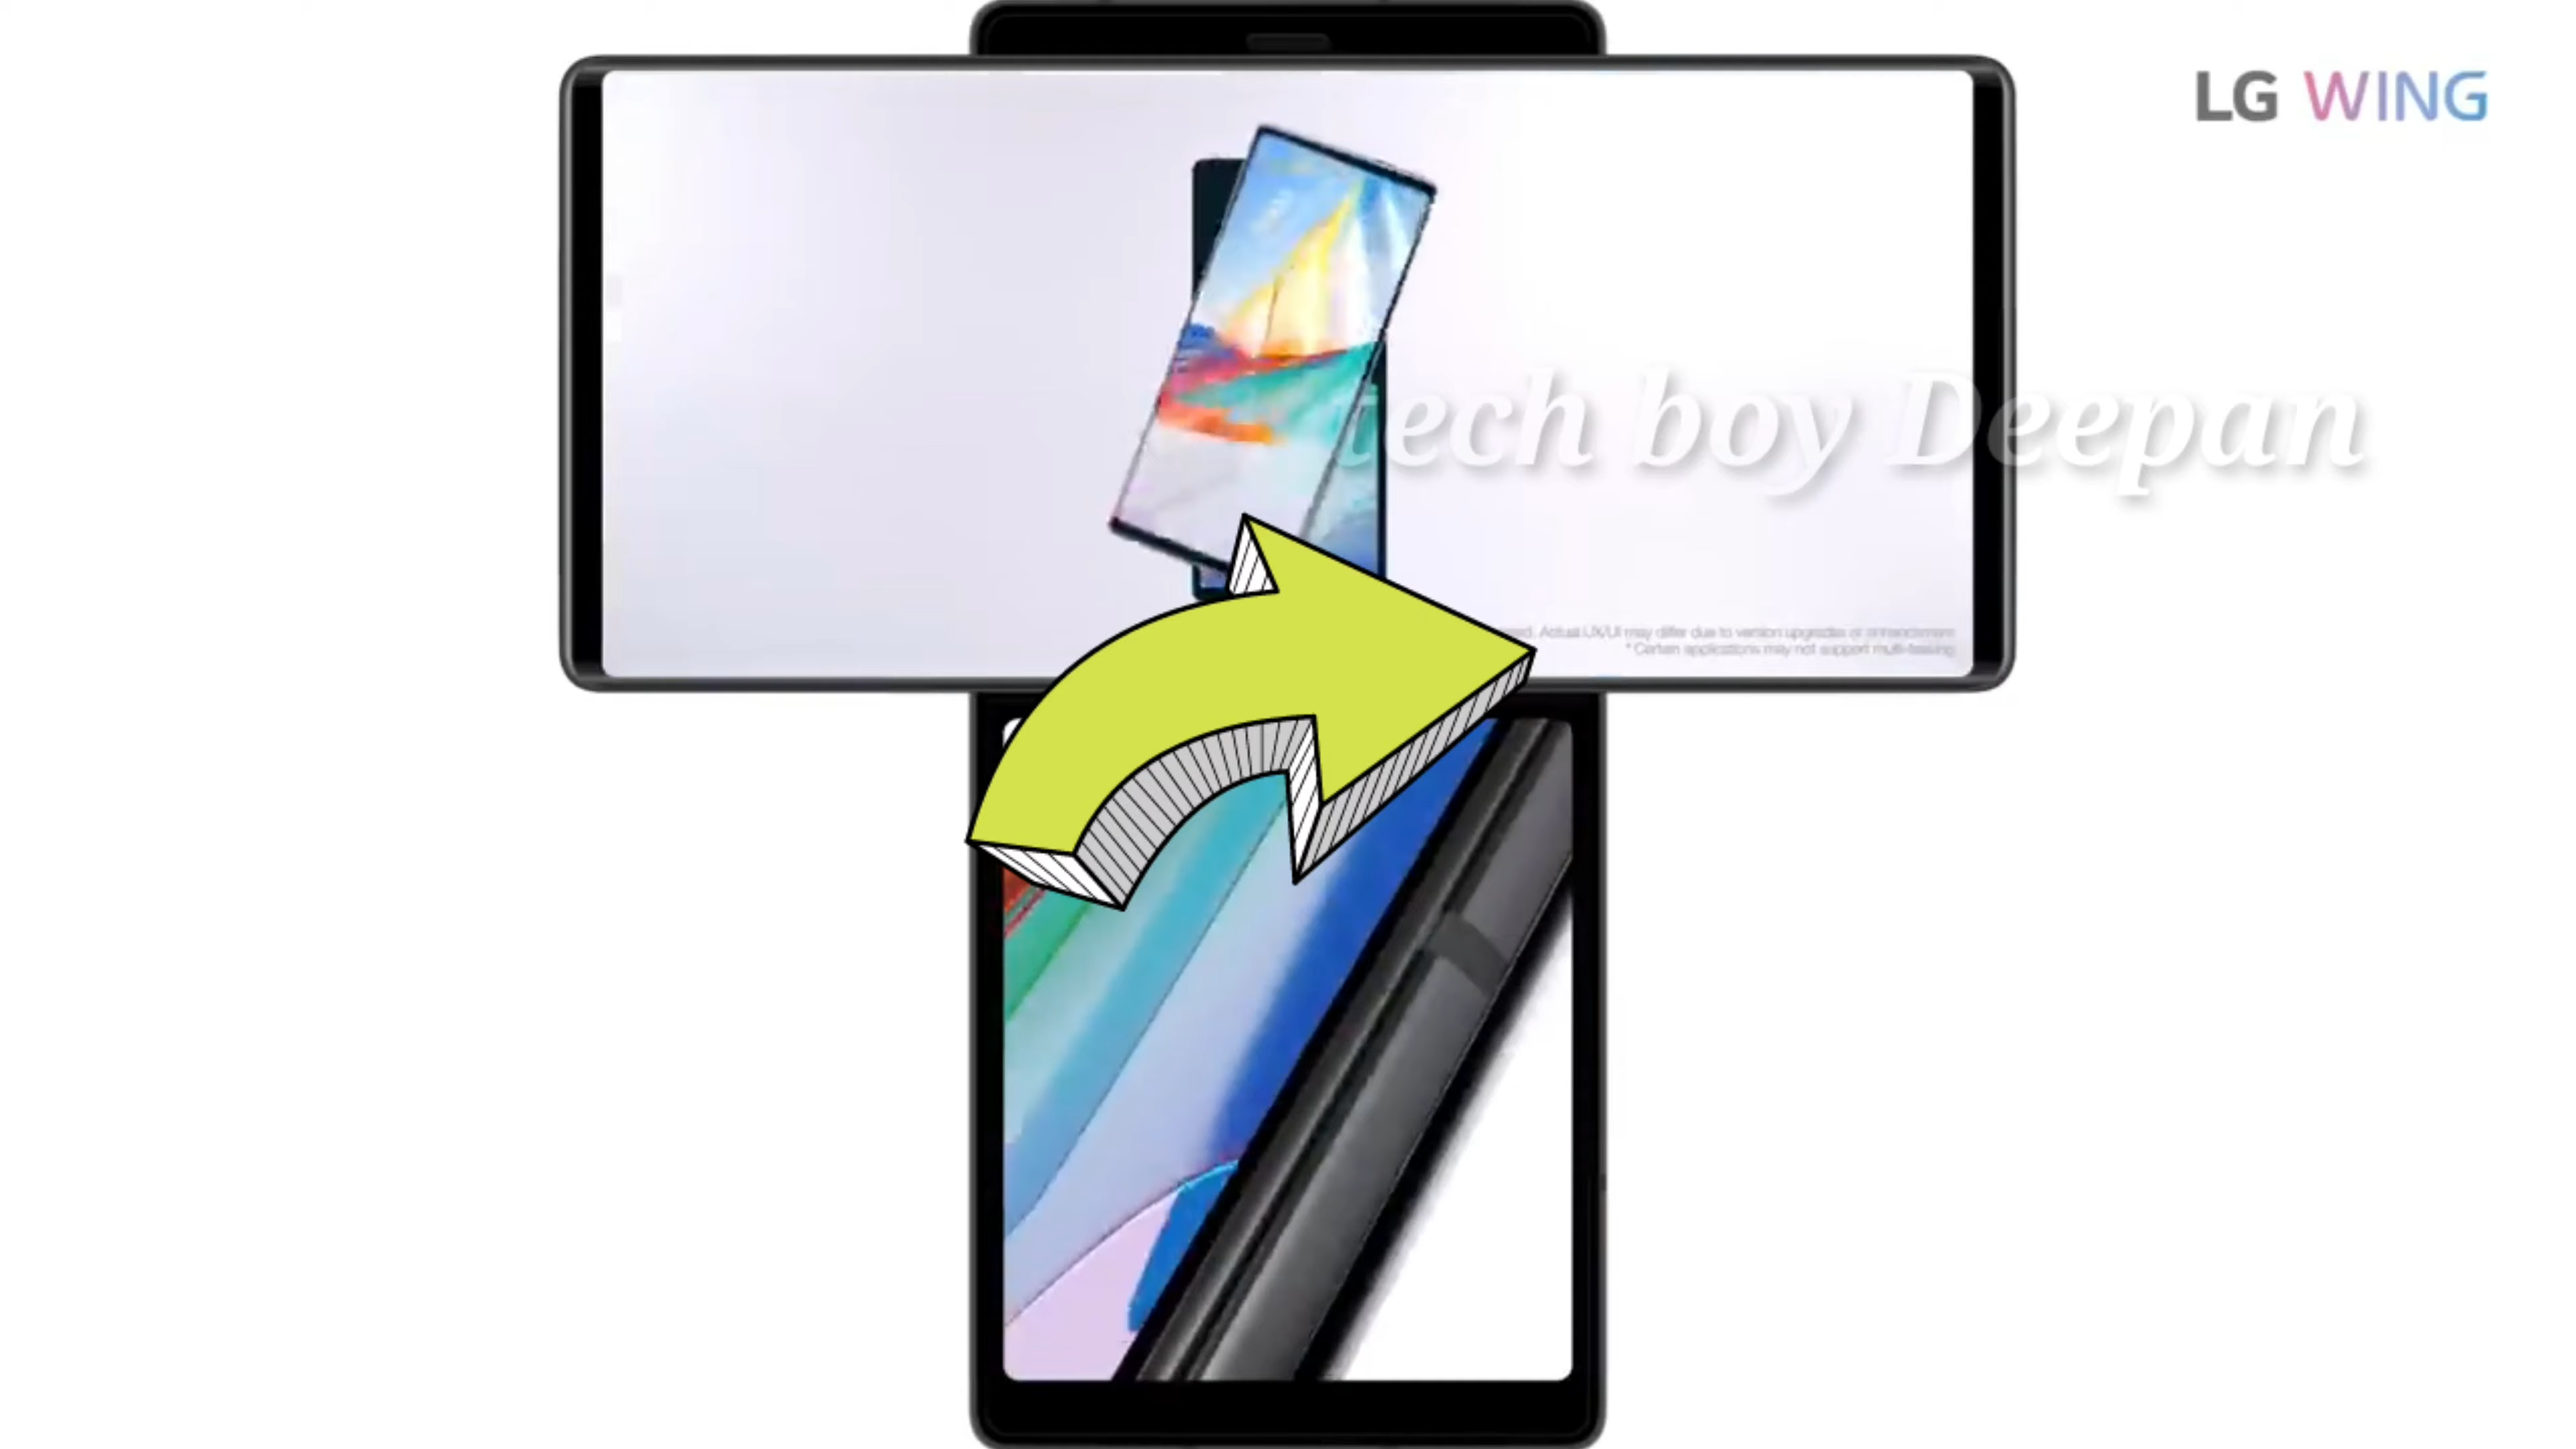 LG WING
tech boy Deepan
Actual UX/UI may differ due to version upgrades or enhancement
* Certain applications may not support multi-tasking